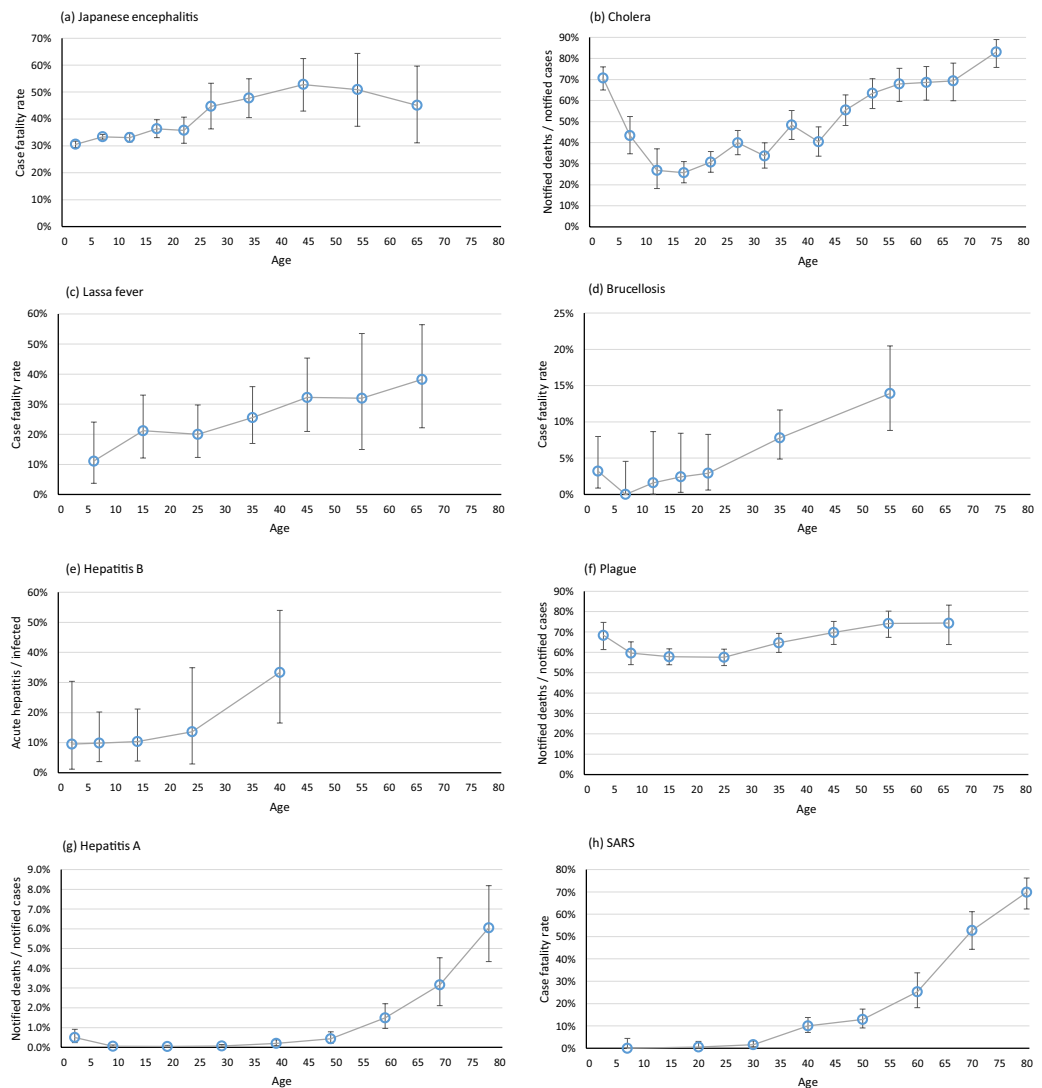 (a) Japanese encephalitis
70%
60%
50%
40%
30%
20%
10%
0%
Case fatality rate
0 5 10 15 20 25 30 35 40 45 50 55 60 65 70 75 80
Age
(b) Cholera
90%
80%
70%
60%
50%
40%
30%
20%
10%
0%
Notified deaths / notified cases
0 5 10 15 20 25 30 35 40 45 50 55 60 65 70 75 80
Age
(c) Lassa fever
60%
50%
40%
30%
20%
10%
0%
Case fatality rate
0 5 10 15 20 25 30 35 40 45 50 55 60 65 70 75 80
Age
(d) Brucellosis
25%
20%
15%
10%
5%
0%
Case fatality rate
0 5 10 15 20 25 30 35 40 45 50 55 60 65 70 75 80
Age
(e) Hepatitis B
60%
50%
40%
30%
20%
10%
0%
Acute hepatitis / infected
0 5 10 15 20 25 30 35 40 45 50 55 60 65 70 75 80
Age
(f) Plague
90%
80%
70%
60%
50%
40%
30%
20%
10%
0%
Notified deaths / notified cases
0 5 10 15 20 25 30 35 40 45 50 55 60 65 70 75 80
Age
(g) Hepatitis A
9.0%
8.0%
7.0%
6.0%
5.0%
4.0%
3.0%
2.0%
1.0%
0.0%
Notified deaths / notified cases
0 5 10 15 20 25 30 35 40 45 50 55 60 65 70 75 80
Age
(h) SARS
80%
70%
60%
50%
40%
30%
20%
10%
0%
Case fatality rate
0 5 10 15 20 25 30 35 40 45 50 55 60 65 70 75 80
Age